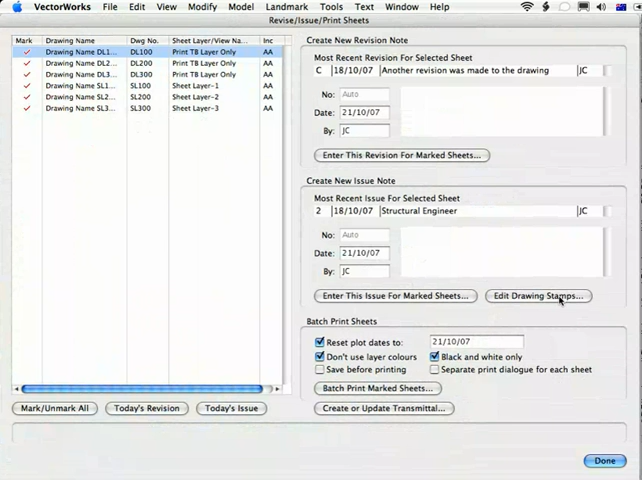 VectorWorks File Edit View Modify Model Landmark Tools Text Window Help
Revise/Issue/Print Sheets
Mark Drawing Name Dwg No. Sheet Layer/View Na... Inc
Drawing Name DL1... DL100 Print TB Layer Only AA
Drawing Name DL2... DL200 Print TB Layer Only AA
Drawing Name DL3... DL300 Print TB Layer Only AA
Drawing Name SL1... SL100 Sheet Layer-1 AA
Drawing Name SL2... SL200 Sheet Layer-2 AA
Drawing Name SL3... SL300 Sheet Layer-3 AA
Mark/Unmark All Today's Revision Today's Issue
Create New Revision Note
Most Recent Revision For Selected Sheet
C 18/10/07 Another revision was made to the drawing JC
No: Auto
Date: 21/10/07
By: JC
Enter This Revision For Marked Sheets...
Create New Issue Note
Most Recent Issue For Selected Sheet
2 18/10/07 Structural Engineer JC
No: Auto
Date: 21/10/07
By: JC
Enter This Issue For Marked Sheets... Edit Drawing Stamps...
Batch Print Sheets
Reset plot dates to: 21/10/07
Don't use layer colours Black and white only
Save before printing Separate print dialogue for each sheet
Batch Print Marked Sheets...
Create or Update Transmittal...
Done